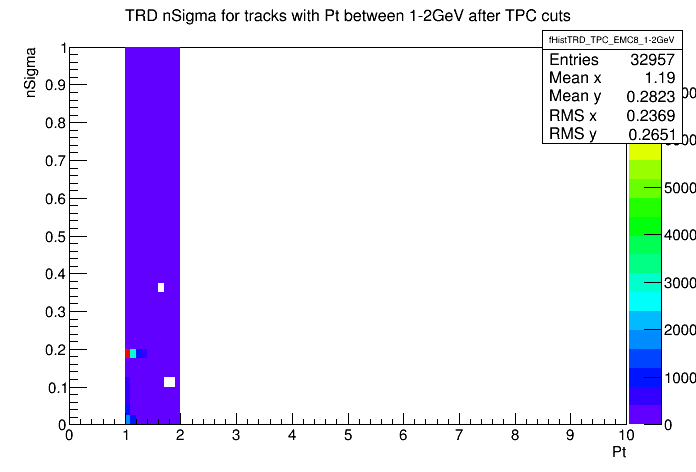 TRD nSigma for tracks with Pt between 1-2GeV after TPC cuts
fHistTRD_TPC_EMC8_1-2GeV
Entries 32957
Mean x 1.19
Mean y 0.2823
RMS x 0.2369
RMS y 0.2651
nSigma
1
0.9
0.8
0.7
0.6
0.5
0.4
0.3
0.2
0.1
0
0 1 2 3 4 5 6 7 8 9 10
Pt
5000
4000
3000
2000
1000
0